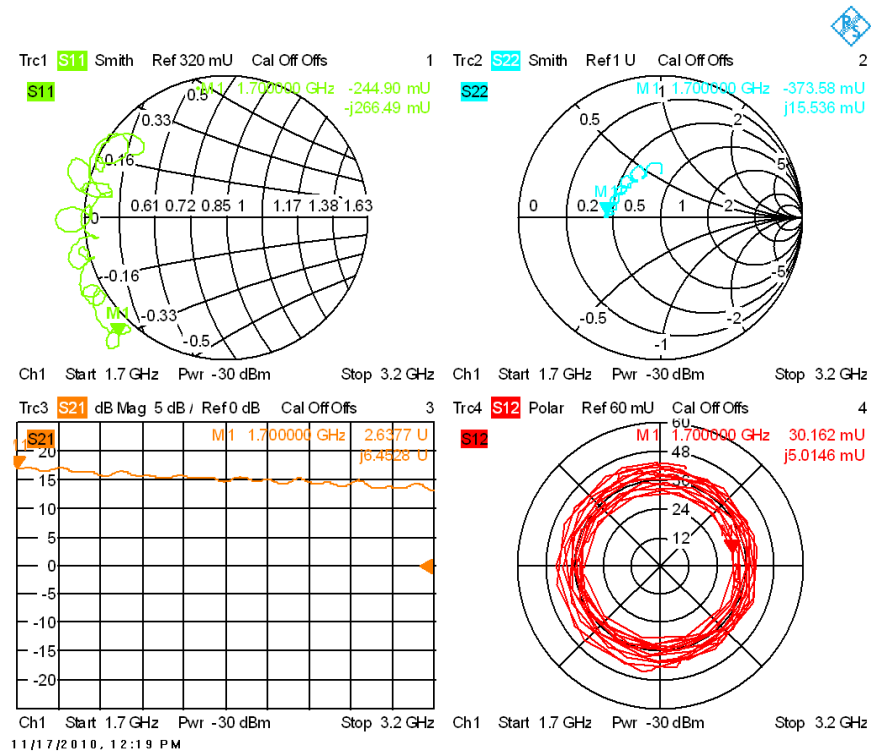 R S
Trc1 S11 Smith Ref 320 mU Cal Off Offs 1
S11
M 1 1.700000 GHz -244.90 mU
-j266.49 mU
0.5
0.33
0.16
0
0.61 0.72 0.85 1 1.17 1.38 1.63
-0.16
-0.33
-0.5
M1
Ch1 Start 1.7 GHz Pwr -30 dBm Stop 3.2 GHz
Trc2 S22 Smith Ref 1 U Cal Off Offs 2
S22
M 1 1.700000 GHz -373.58 mU
j15.536 mU
1
0.5
2
5
M 1
0 0.2 0.5 1 2
-5
-0.5
-2
-1
Ch1 Start 1.7 GHz Pwr -30 dBm Stop 3.2 GHz
Trc3 S21 dB Mag 5 dB / Ref 0 dB Cal Off Offs 3
S21
M 1 1.700000 GHz 2.6377 U
j6.4528 U
20
15
10
5
0
-5
-10
-15
-20
Ch1 Start 1.7 GHz Pwr -30 dBm Stop 3.2 GHz
Trc4 S12 Polar Ref 60 mU Cal Off Offs 4
S12
M 1 1.700000 GHz 30.162 mU
j5.0146 mU
60
48
36
24
12
Ch1 Start 1.7 GHz Pwr -30 dBm Stop 3.2 GHz
11/17/2010, 12:19 PM